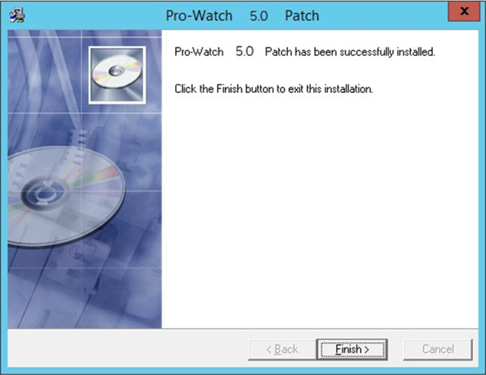 Pro-Watch 5.0 Patch
x
Pro-Watch 5.0 Patch has been successfully installed.
Click the Finish button to exit this installation.
< Back Finish > Cancel